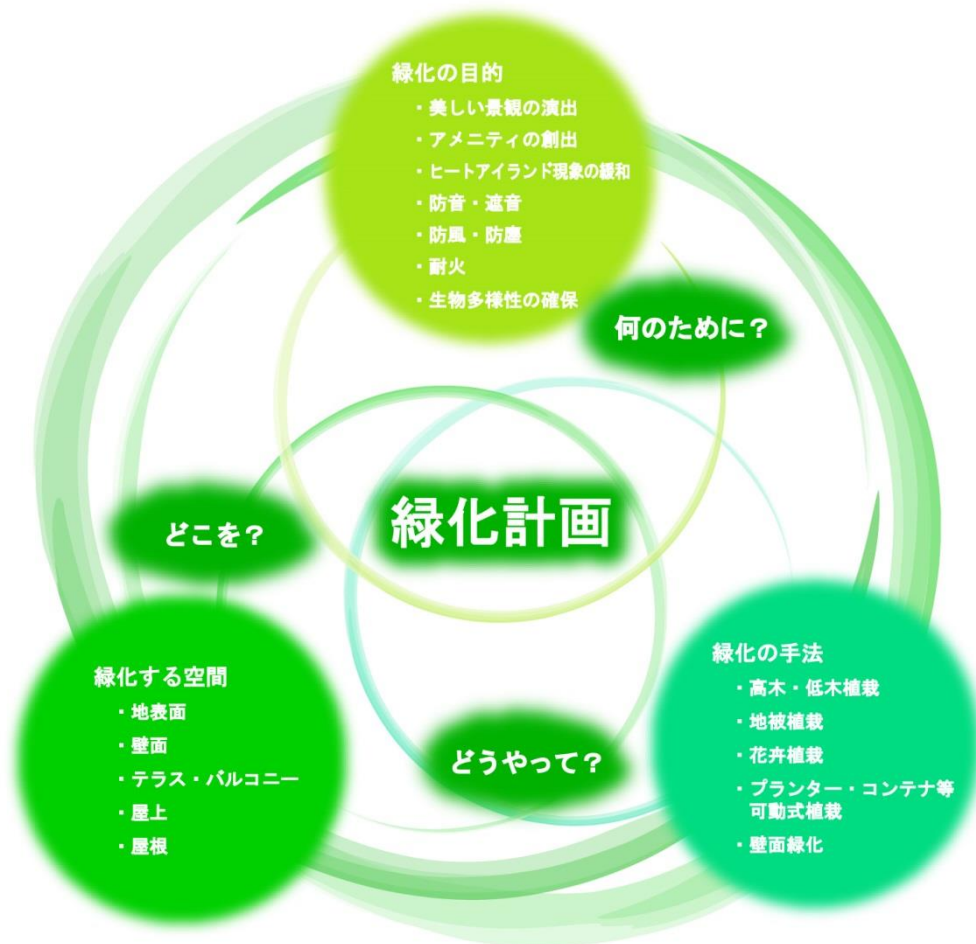 緑化の目的
・美しい景観の演出
・アメニティの創出
・ヒートアイランド現象の緩和
・防音・遮音
・防風・防塵
・耐火
・生物多様性の確保
何のために？
緑化計画
どこを？
緑化する空間
・地表面
・壁面
・テラス・バルコニー
・屋上
・屋根
どうやって？
緑化の手法
・高木・低木植栽
・地被植栽
・花卉植栽
・プランター・コンテナ等
可動式植栽
・壁面緑化